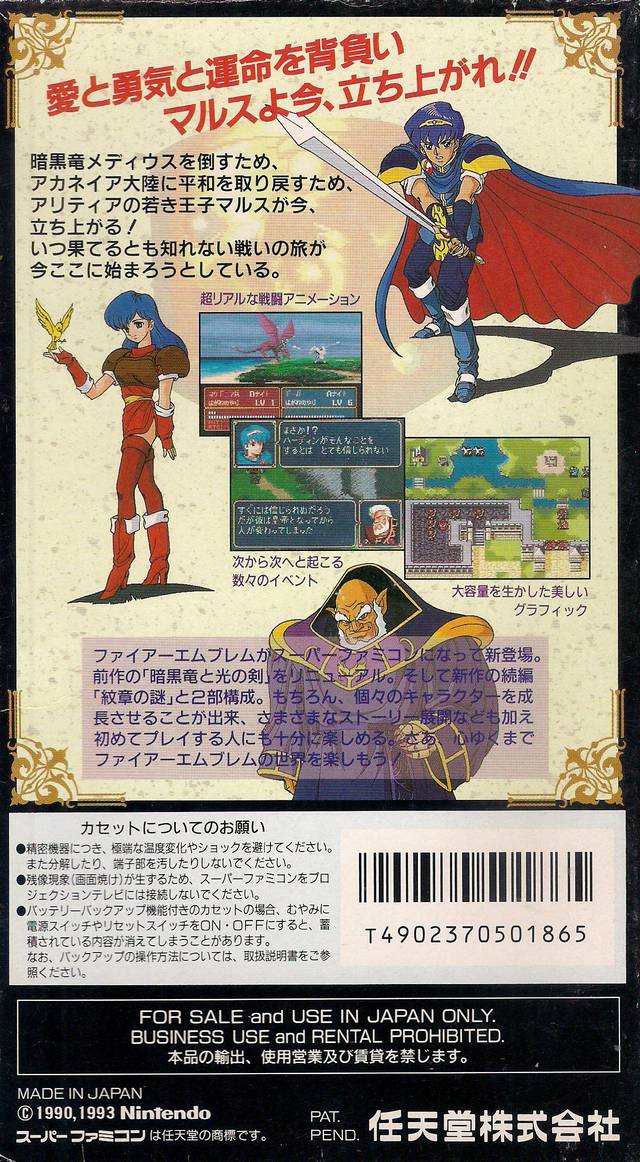 愛と勇気と運命を背負い
マルスよ今、立ち上がれ!!
暗黒竜メディウスを倒すため、
アカネイア大陸に平和を取り戻すため、
アリティアの若き王子マルスが今、
立ち上がる!
いつ果てるとも知れない戦いの旅が
今ここに始まろうとしている。
超リアルな戦闘アニメーション
LV 1
LV 6
まさか!?
ハーディンがそんなことを
するとは とても信じられない
すぐには信じられぬだろう
だが彼は皇帝となってから
人が変わってしまった
次から次へと起こる
数々のイベント
大容量を生かした美しい
グラフィック
ファイアーエムブレムがスーパーファミコンになって新登場。
前作の「暗黒竜と光の剣」をリニューアル。そして新作の続編
「紋章の謎」と2部構成。もちろん、個々のキャラクターを成
長させることが出来、さまざまなストーリー展開なども加え
初めてプレイする人にも十分に楽しめる。さあ、心ゆくまで
ファイアーエムブレムの世界を楽しもう!
カセットについてのお願い
●精密機器につき、極端な温度変化やショックを避けてください。
また分解したり、端子部を汚したりしないでください。
●残像現象(画面焼け)が生ずるため、スーパーファミコンをプロ
ジェクションテレビには接続しないでください。
●バッテリーバックアップ機能付きのカセットの場合、むやみに
電源スイッチやリセットスイッチをON・OFFにすると、蓄
積されている内容が消えてしまうことがあります。
なお、バックアップの操作方法については、取扱説明書をご参
照ください。
T4902370501865
FOR SALE and USE IN JAPAN ONLY.
BUSINESS USE and RENTAL PROHIBITED.
本品の輸出、使用営業及び賃貸を禁じます。
MADE IN JAPAN
©1990,1993 Nintendo
スーパーファミコンは任天堂の商標です。
PAT.
PEND.
任天堂株式会社